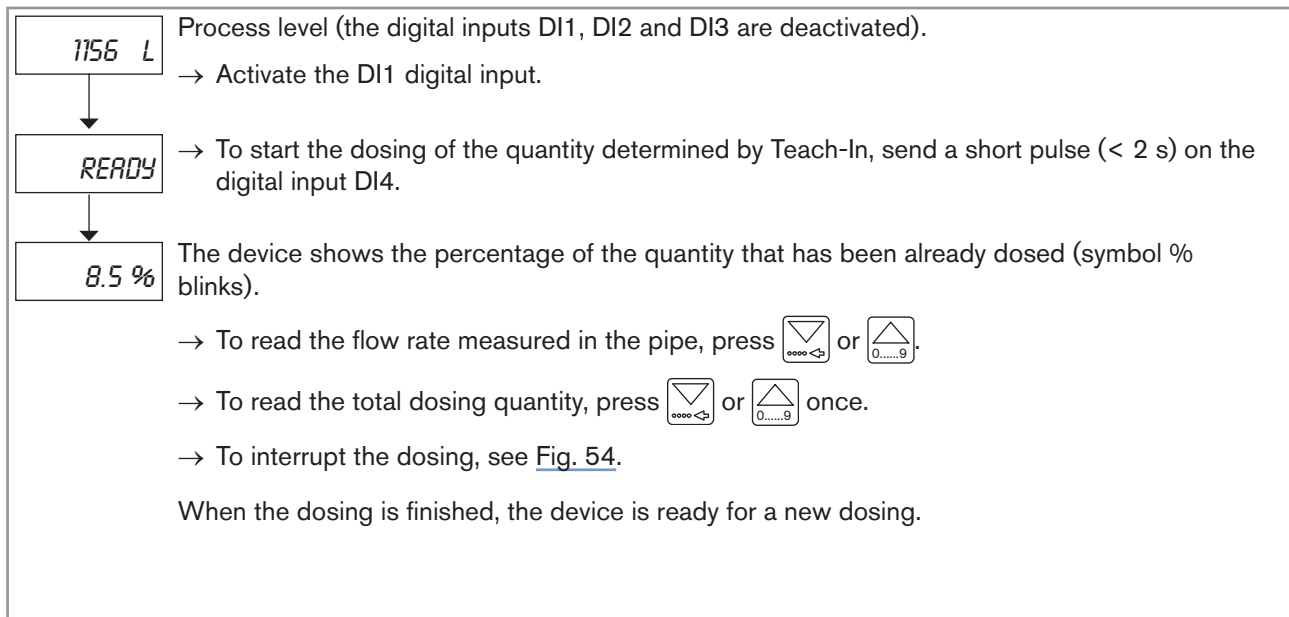 1156 L
Process level (the digital inputs DI1, DI2 and DI3 are deactivated).
→ Activate the DI1 digital input.
READY
→ To start the dosing of the quantity determined by Teach-In, send a short pulse (< 2 s) on the
digital input DI4.
8.5 %
The device shows the percentage of the quantity that has been already dosed (symbol %
blinks).
→ To read the flow rate measured in the pipe, press or 0......9.
→ To read the total dosing quantity, press or 0......9 once.
→ To interrupt the dosing, see Fig. 54.
When the dosing is finished, the device is ready for a new dosing.